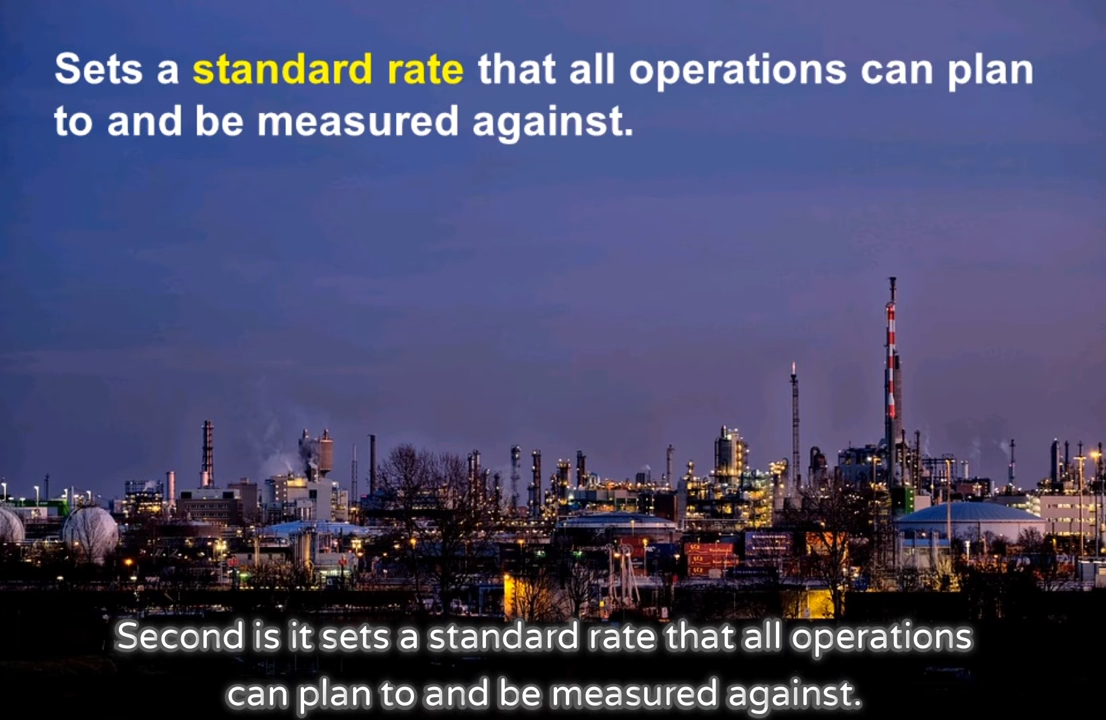 Sets a standard rate that all operations can plan
to and be measured against.
Second is it sets a standard rate that all operations
can plan to and be measured against.